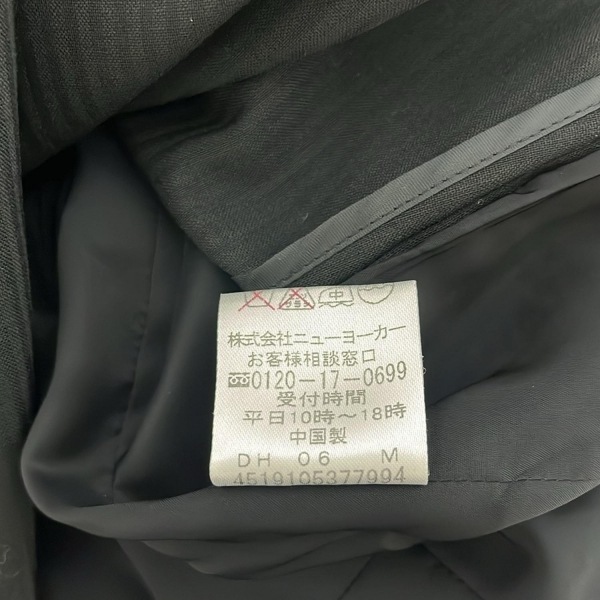 株式会社ニューヨーカー
お客様相談窓口
0120-17-0699
受付時間
平日10時〜18時
中国製
DH 06 M
4519105377994